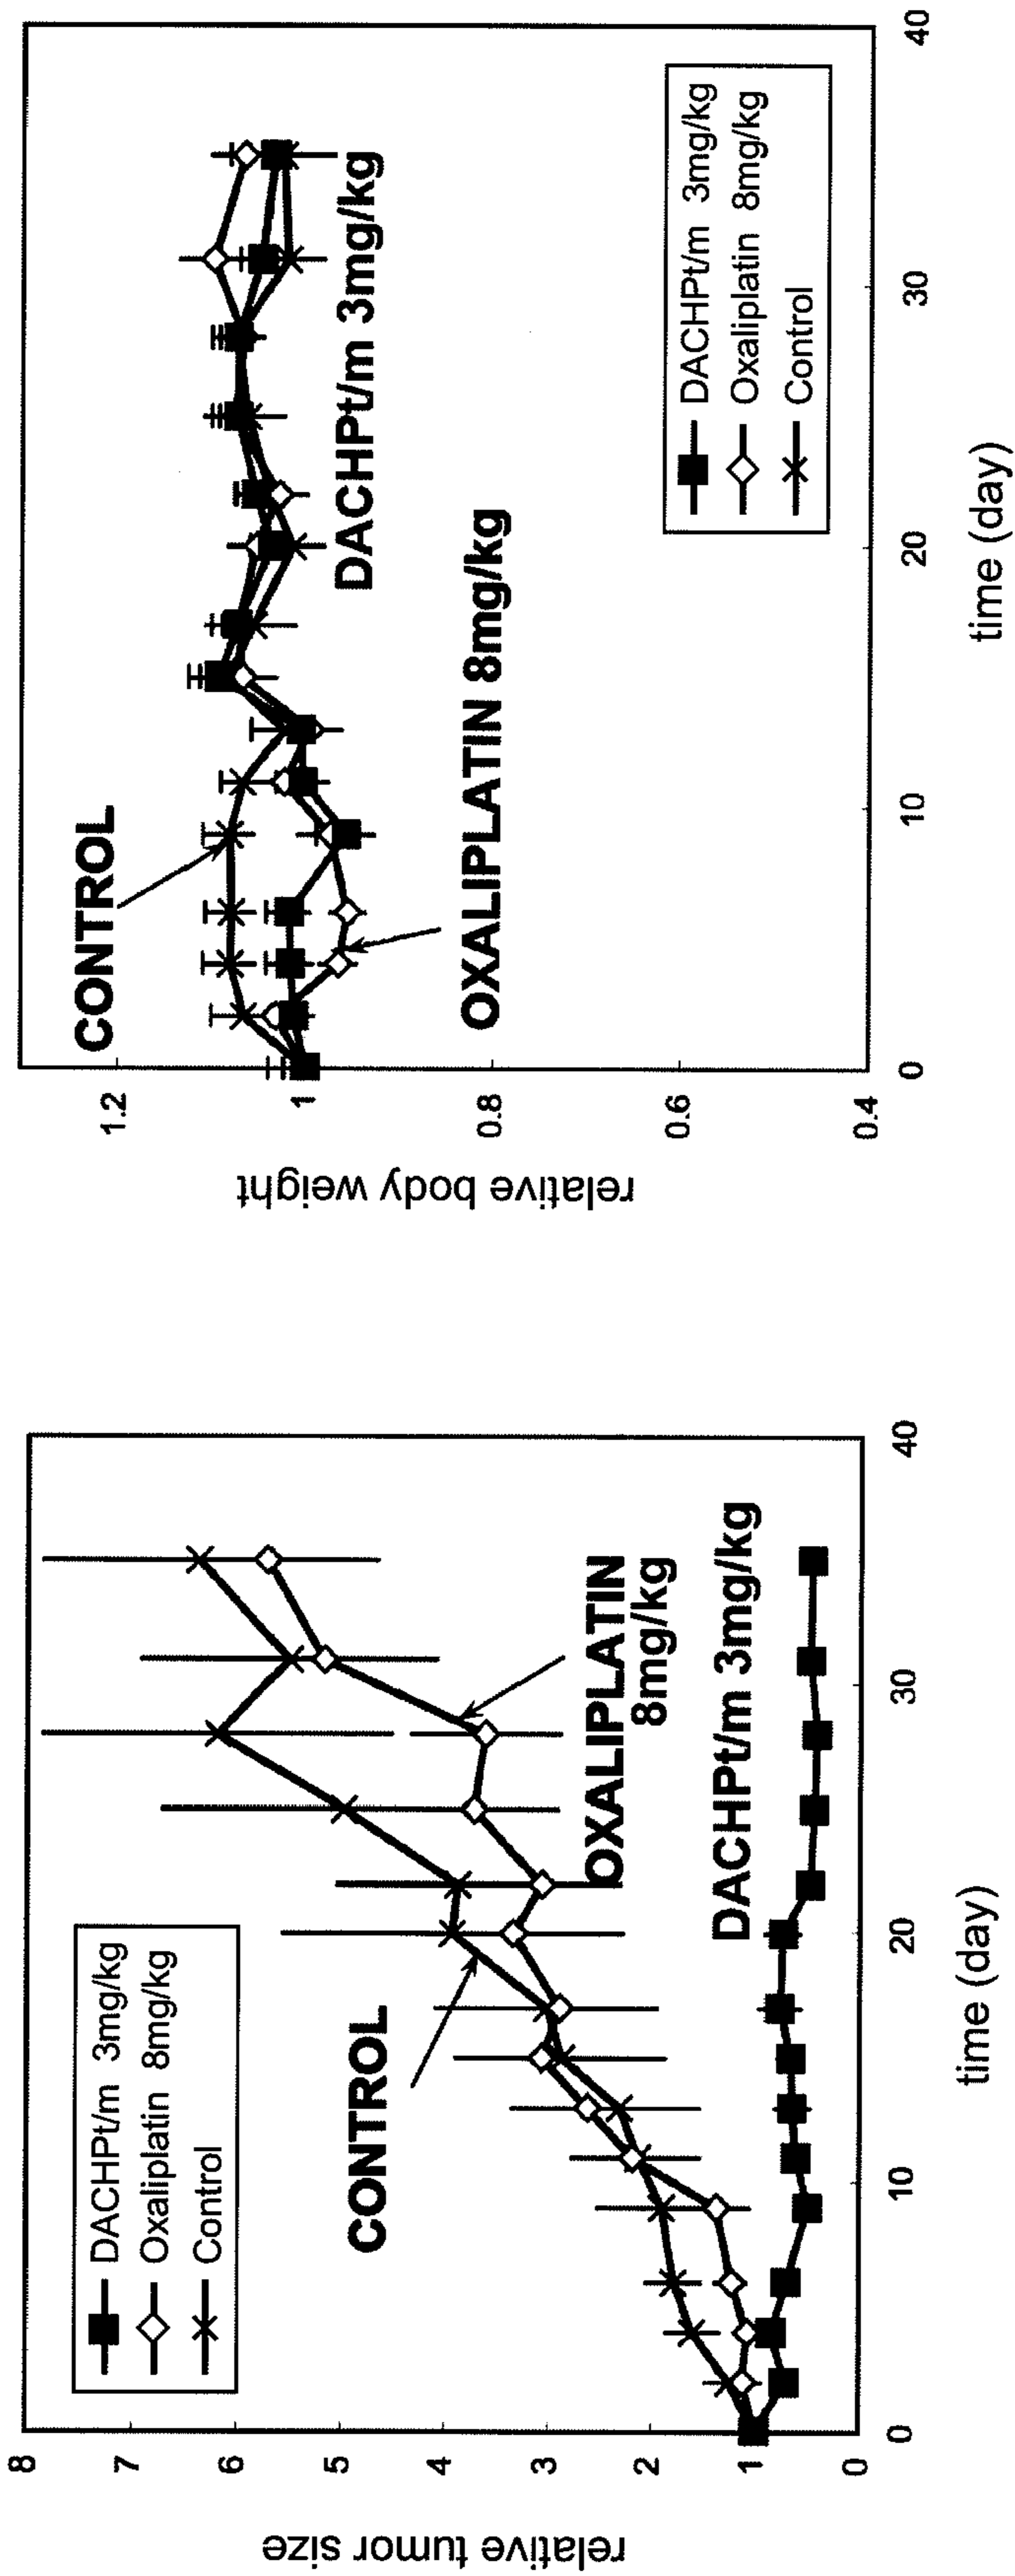 8
7
6
5
4
3
2
1
0
relative tumor size
DACHPt/m 3mg/kg
Oxaliplatin 8mg/kg
Control
CONTROL
OXALIPLATIN
8mg/kg
DACHPt/m 3mg/kg
0
10
20
30
40
time (day)
1.2
1
0.8
0.6
0.4
relative body weight
CONTROL
DACHPt/m 3mg/kg
OXALIPLATIN 8mg/kg
DACHPt/m 3mg/kg
Oxaliplatin 8mg/kg
Control
0
10
20
30
40
time (day)